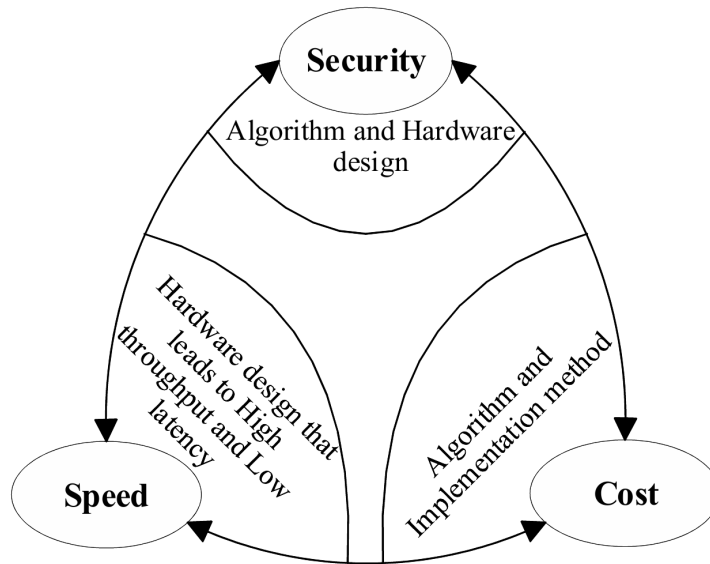 Security
Algorithm and Hardware
design
Hardware design that
leads to High
throughput and Low
latency
Algorithm and
Implementation method
Speed
Cost